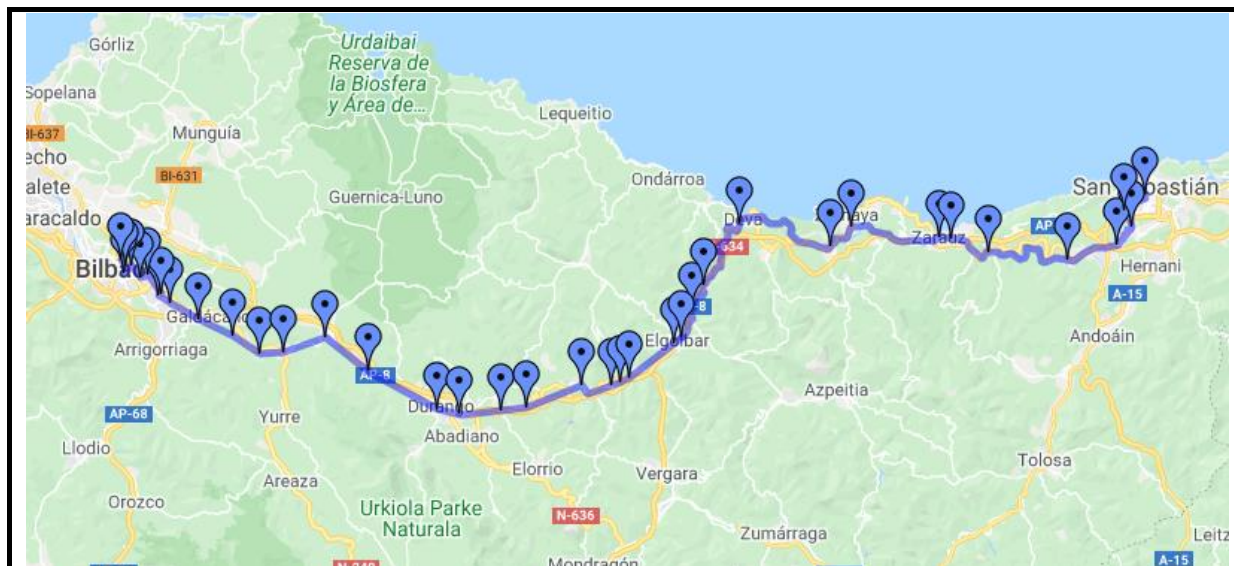 Górliz
Urdaibai
Reserva de
la Biosfera
y Área de...
Sopelana
BI-637
Munguía
Lequeitio
echo
alete
BI-631
Ondárroa
San
Sebastián
Guernica-Luno
aracaldo
Deva
AP
Zarauz
N-634
Hernani
Bilbao
A-15
Galdácano
Elgóibar
Andoáin
Arrigorriaga
AP-8
Azpeitia
Durango
AP-68
Yurre
Abadiano
Llodio
Elorrio
Vergara
Tolosa
Areaza
Orozco
Urkiola Parke
Naturala
N-636
Zumárraga
Leitz
Mondragón
A-15